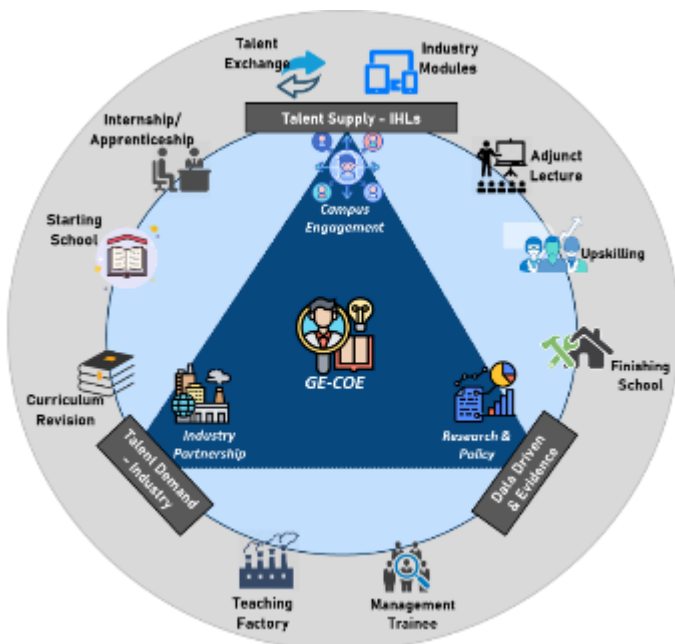 Talent
Exchange
Industry
Modules
Talent Supply - IHLs
Internship/
Apprenticeship
Adjunct
Lecture
Campus
Engagement
Starting
School
Upskilling
GE-COE
Finishing
School
Curriculum
Revision
Industry
Partnership
Research &
Policy
Talent Demand
- Industry
Data Driven
& Evidence
Teaching
Factory
Management
Trainee